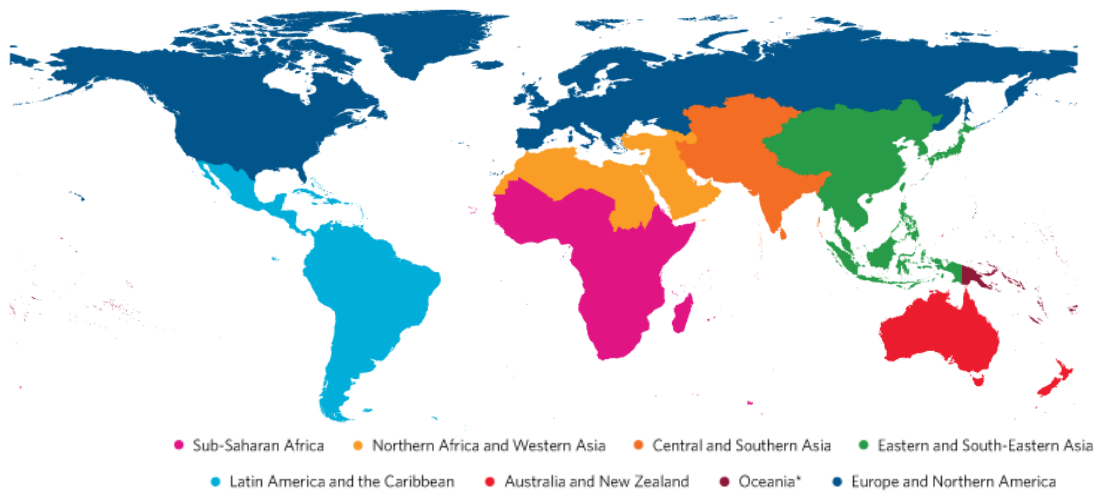 Sub-Saharan Africa Northern Africa and Western Asia Central and Southern Asia Eastern and South-Eastern Asia
Latin America and the Caribbean Australia and New Zealand Oceania* Europe and Northern America